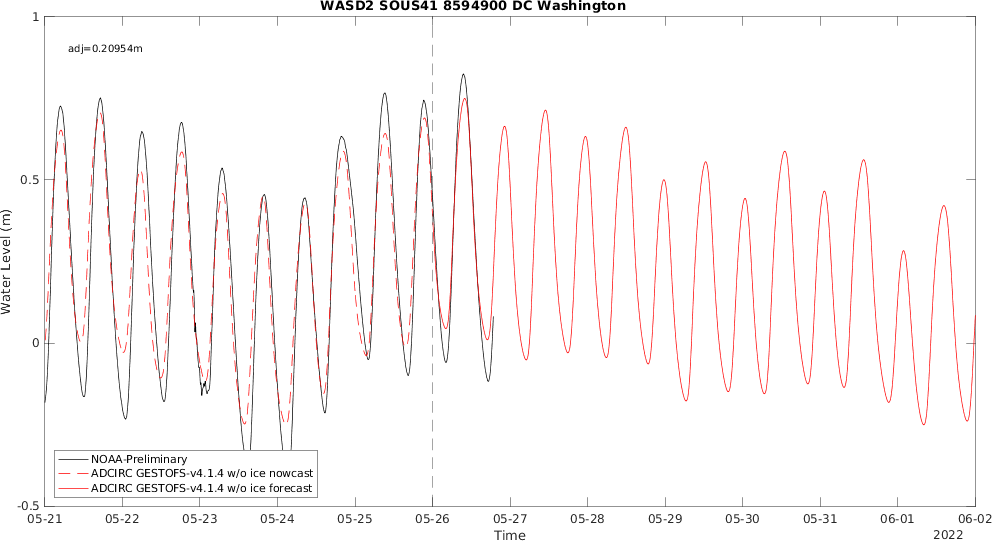 WASD2 SOUS41 8594900 DC Washington
1
adj=0.20954m
0.5
Water Level (m)
0
NOAA-Preliminary
ADCIRC GESTOFS-v4.1.4 w/o ice nowcast
ADCIRC GESTOFS-v4.1.4 w/o ice forecast
-0.5
05-21 05-22 05-23 05-24 05-25 05-26 05-27 05-28 05-29 05-30 05-31 06-01 06-02
Time 2022